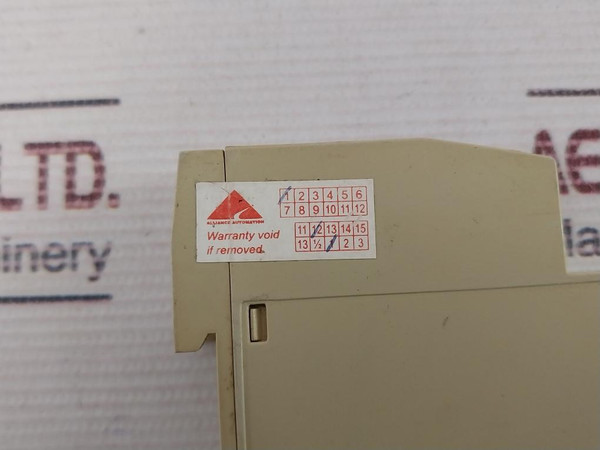 LTD.
AE
inery
ALLIANCE AUTOMATION
Warranty void
if removed.
1 2 3 4 5 6
7 8 9 10 11 12
11 12 13 14 15
13 ½ 1 2 3